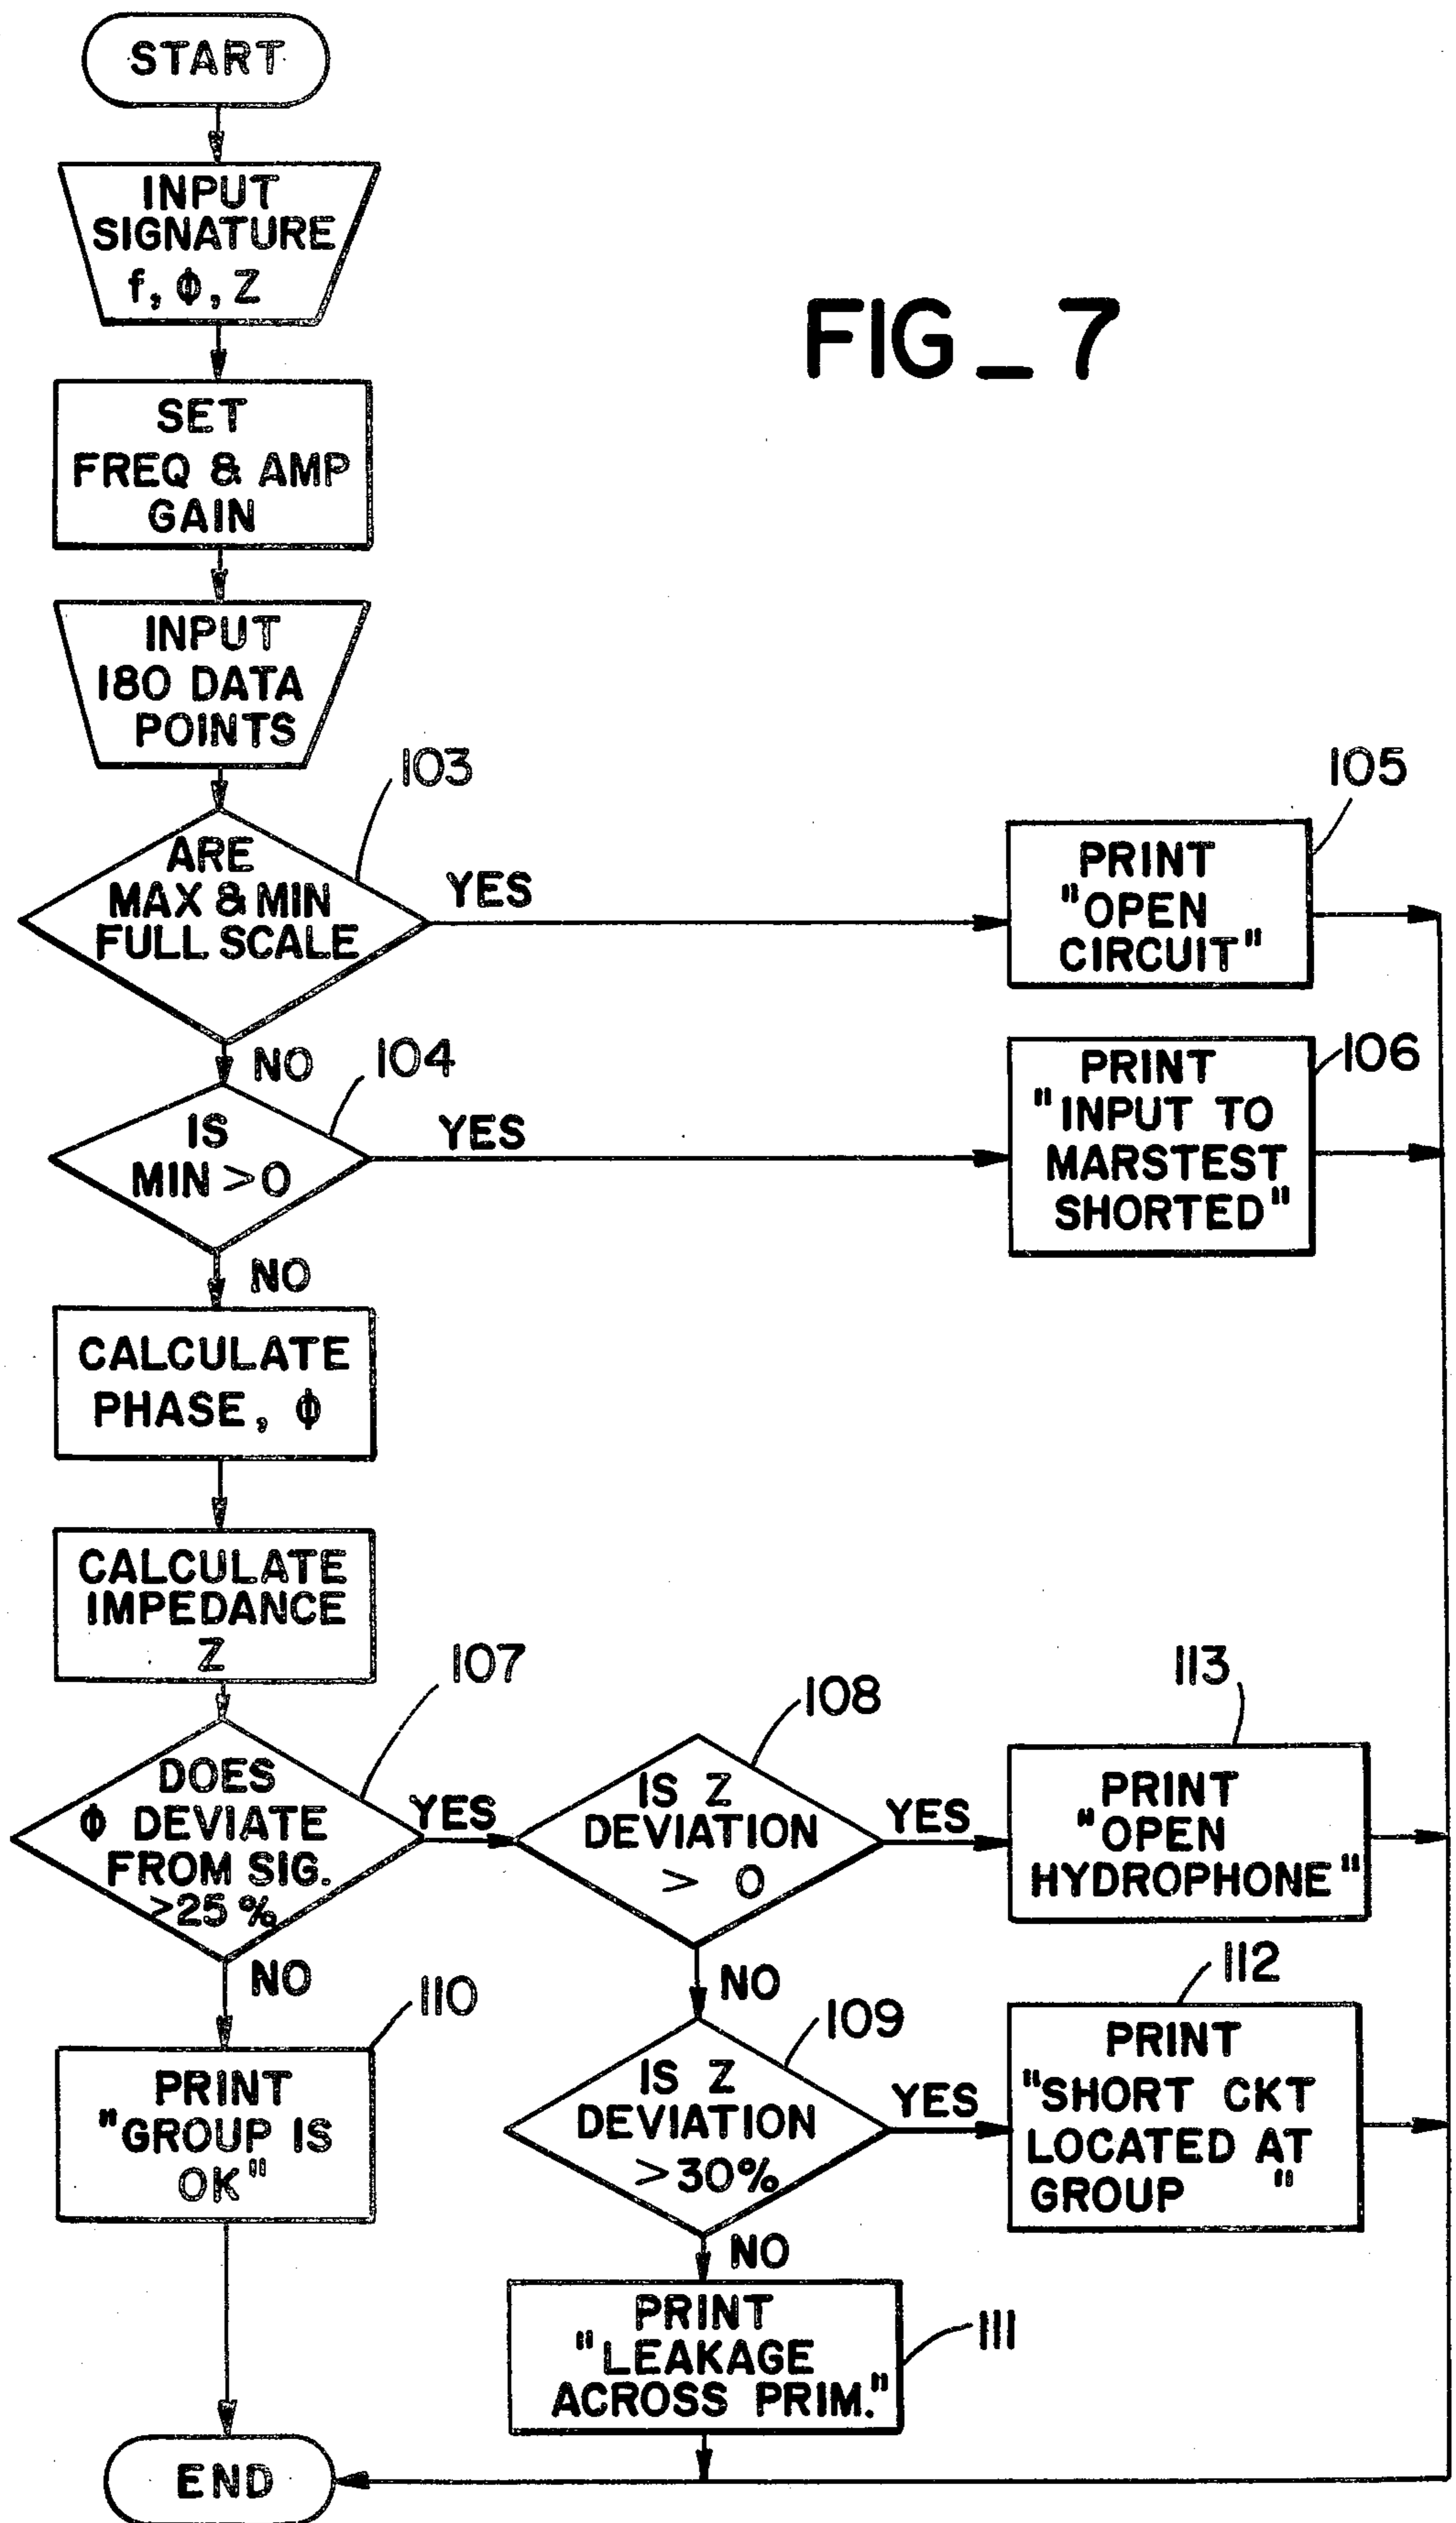 START
INPUT
SIGNATURE
f, Φ, Z
FIG_7
SET
FREQ & AMP
GAIN
INPUT
180 DATA
POINTS
103
ARE
MAX & MIN
FULL SCALE
YES
105
PRINT
"OPEN
CIRCUIT"
NO
104
IS
MIN > 0
YES
106
PRINT
"INPUT TO
MARSTEST
SHORTED"
NO
CALCULATE
PHASE, Φ
CALCULATE
IMPEDANCE
Z
107
DOES
Φ DEVIATE
FROM SIG.
>25%
YES
108
IS Z
DEVIATION
> 0
YES
113
PRINT
"OPEN
HYDROPHONE"
NO
110
PRINT
"GROUP IS
OK"
NO
109
IS Z
DEVIATION
>30%
YES
112
PRINT
"SHORT CKT
LOCATED AT
GROUP "
NO
111
PRINT
"LEAKAGE
ACROSS PRIM."
END